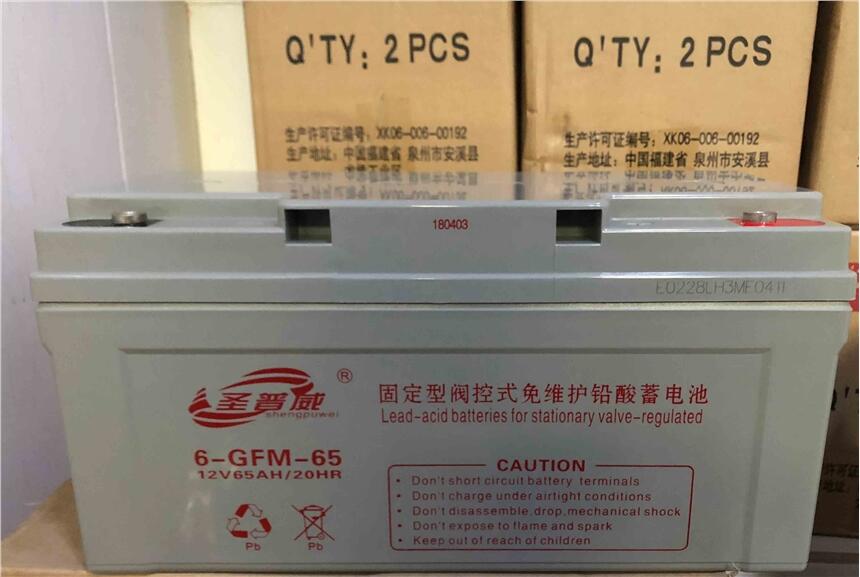 Q'TY: 2 PCS
生产许可证编号: XK06-006-00192
生产地址: 中国福建省 泉州市安溪县
Q'TY: 2 PCS
生产许可证编号: XK06-006-00192
生产地址: 中国福建省 泉州市安溪县
180403
E0228LH3ME0411
圣普威®
shengpuwei
固定型阀控式免维护铅酸蓄电池
Lead-acid batteries for stationary valve-regulated
6-GFM-65
12V65AH/20HR
Pb
Pb
CAUTION
• Don't short circuit battery terminals
• Don't charge under airtight conditions
• Don't disassemble,drop,mechanical shock
• Don't expose to flame and spark
• Keep out of reach of children